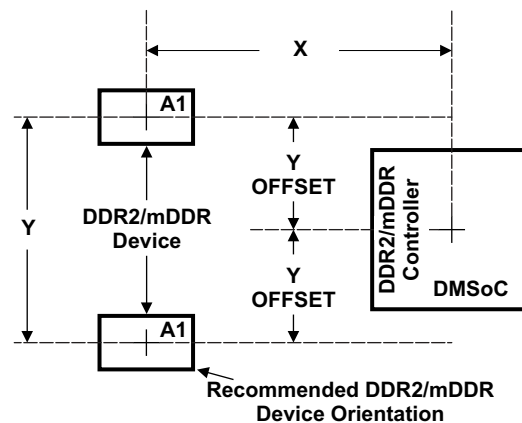 X
A1
Y
OFFSET
Y
DDR2/mDDR
Device
DDR2/mDDR
Controller
DMSoC
Y
OFFSET
A1
Recommended DDR2/mDDR
Device Orientation